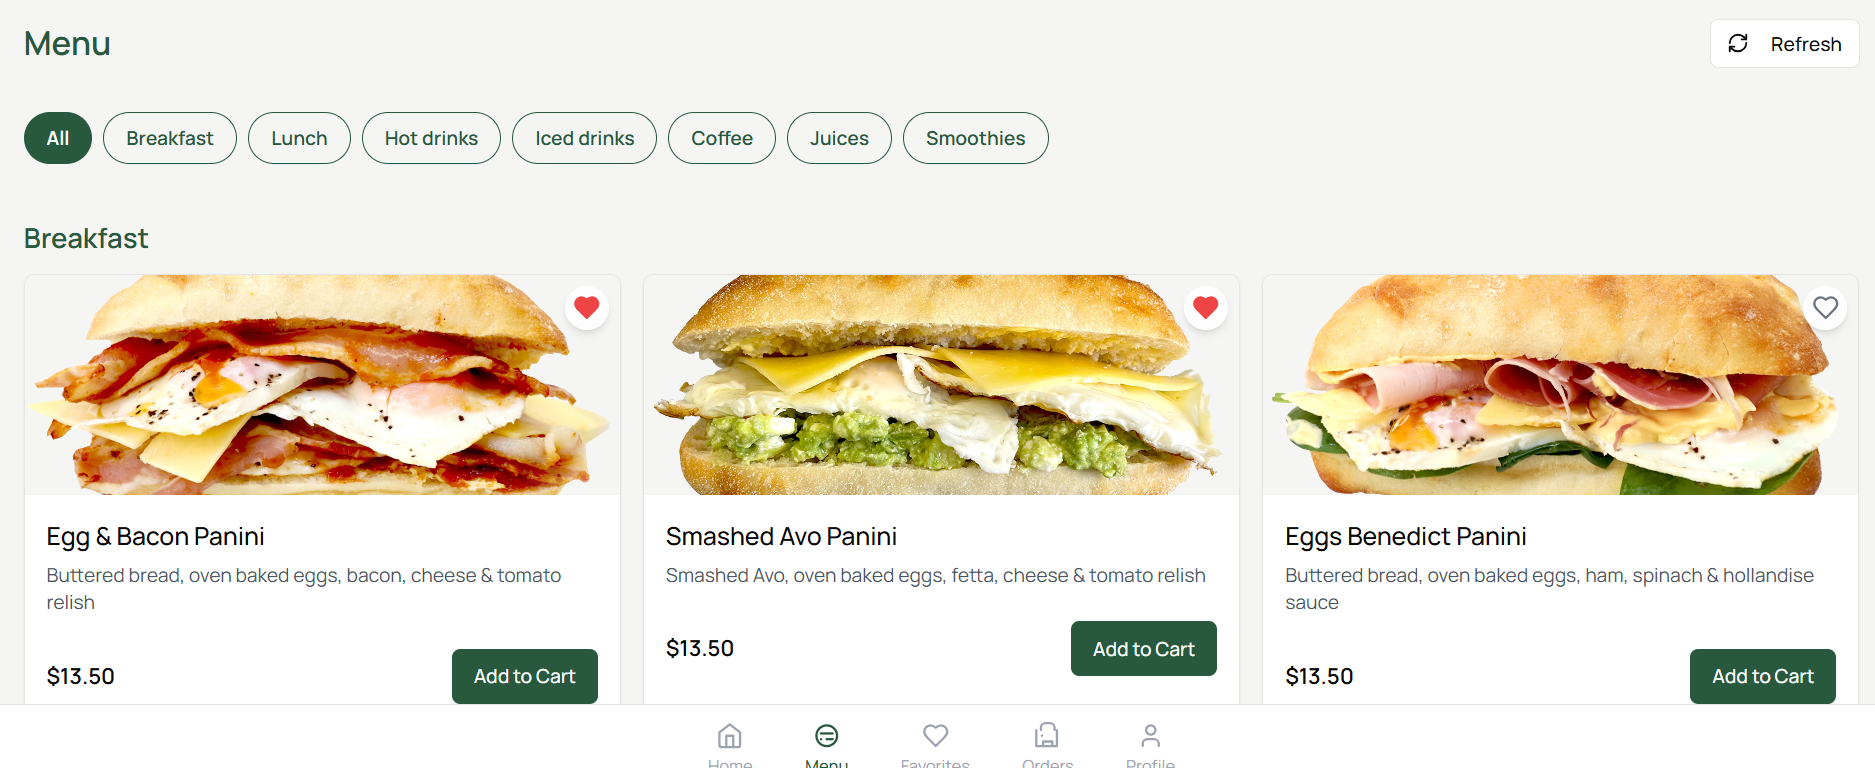 Menu
Refresh
All
Breakfast
Lunch
Hot drinks
Iced drinks
Coffee
Juices
Smoothies
Breakfast
Egg & Bacon Panini
Buttered bread, oven baked eggs, bacon, cheese & tomato
relish
$13.50
Add to Cart
Smashed Avo Panini
Smashed Avo, oven baked eggs, fetta, cheese & tomato relish
$13.50
Add to Cart
Eggs Benedict Panini
Buttered bread, oven baked eggs, ham, spinach & hollandise
sauce
$13.50
Add to Cart
Home
Menu
Favorites
Orders
Profile